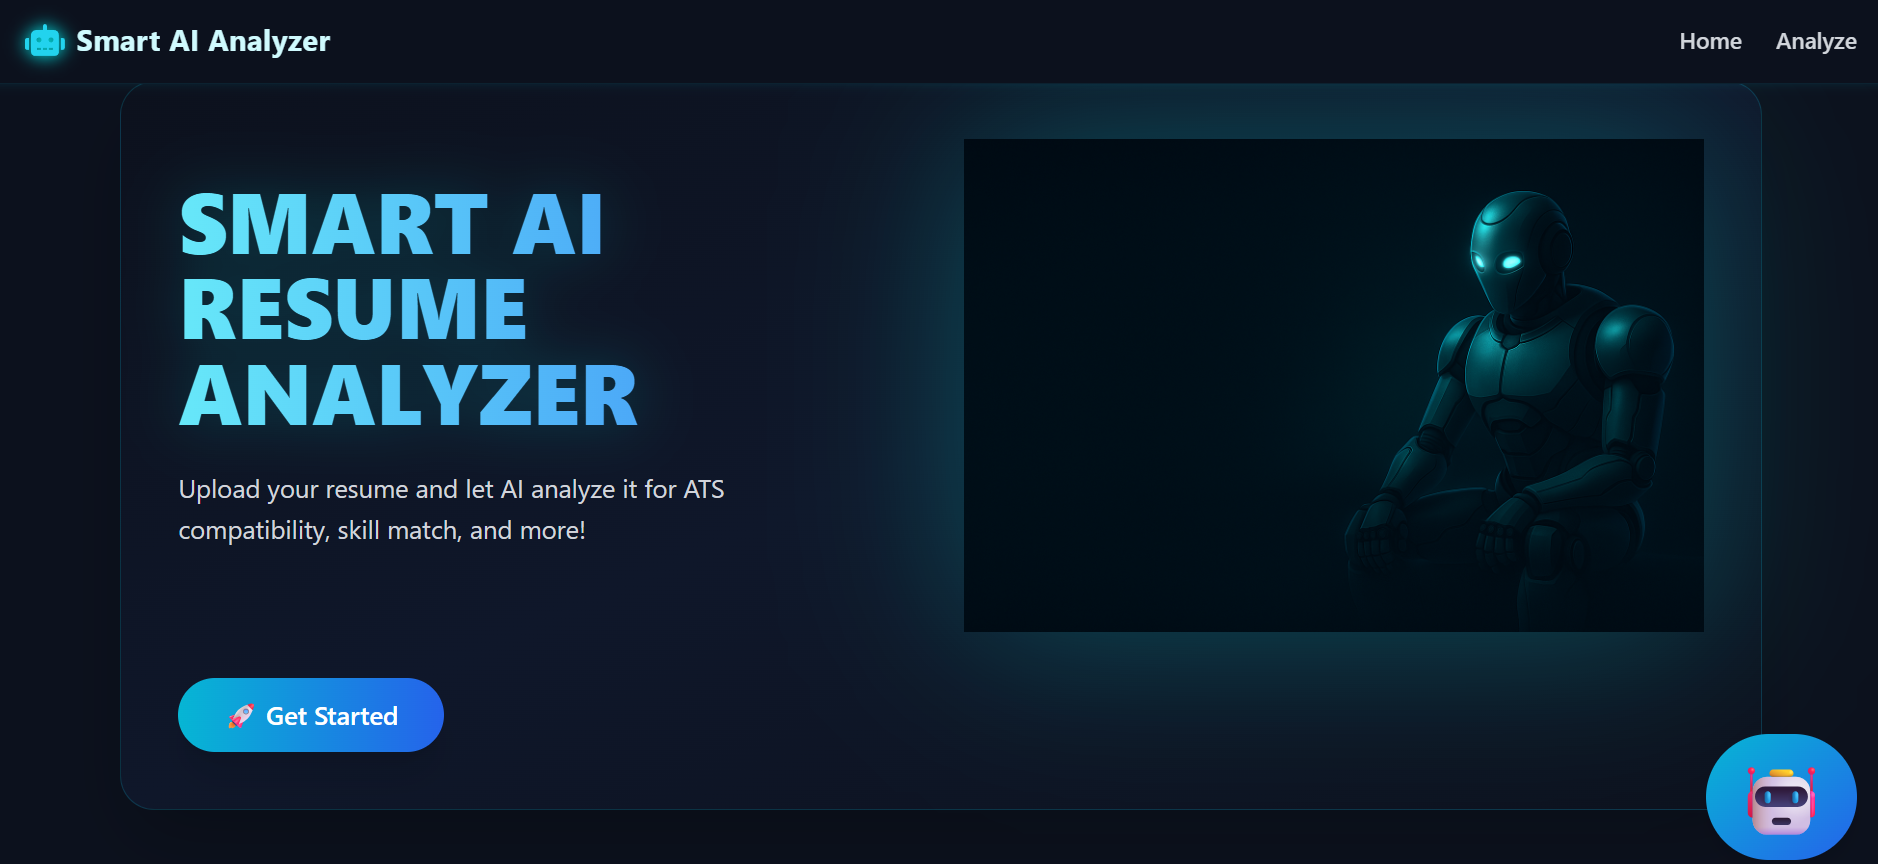 Smart AI Analyzer
Home
Analyze
SMART AI
RESUME
ANALYZER
Upload your resume and let AI analyze it for ATS
compatibility, skill match, and more!
🚀 Get Started